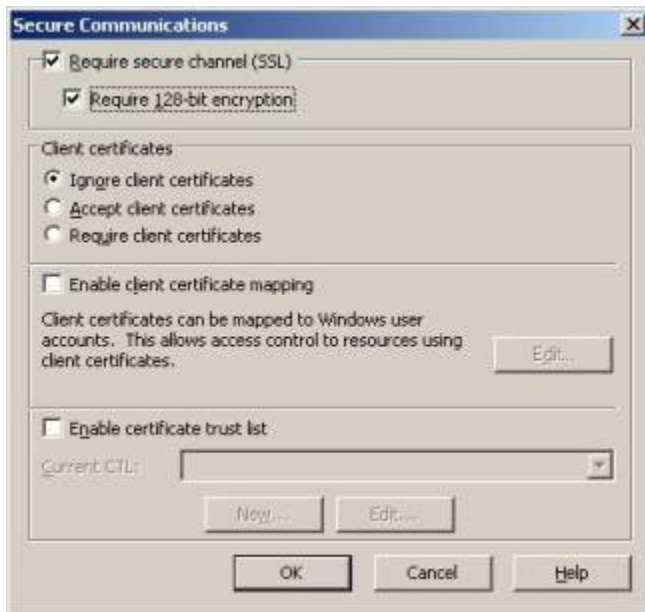 Secure Communications
Require secure channel (SSL)
Require 128-bit encryption
Client certificates
Ignore client certificates
Accept client certificates
Require client certificates
Enable client certificate mapping
Client certificates can be mapped to Windows user
accounts. This allows access control to resources using
client certificates.
Edit...
Enable certificate trust list
Current CTL:
New... Edit...
OK Cancel Help